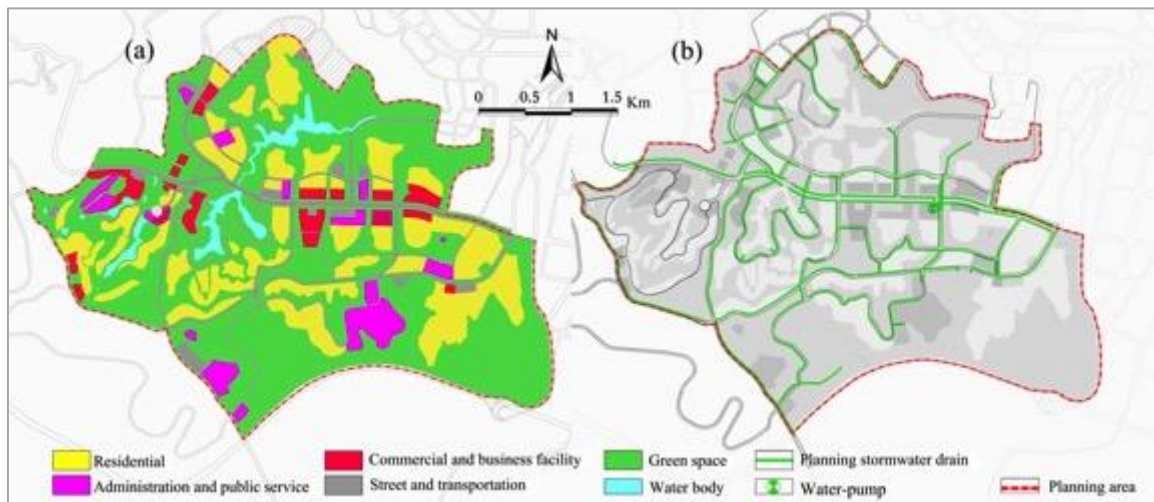 (a)
N
(b)
0 0.5 1 1.5 Km
Residential
Commercial and business facility
Green space
Planning stormwater drain
Administration and public service
Street and transportation
Water body
Water-pump
Planning area